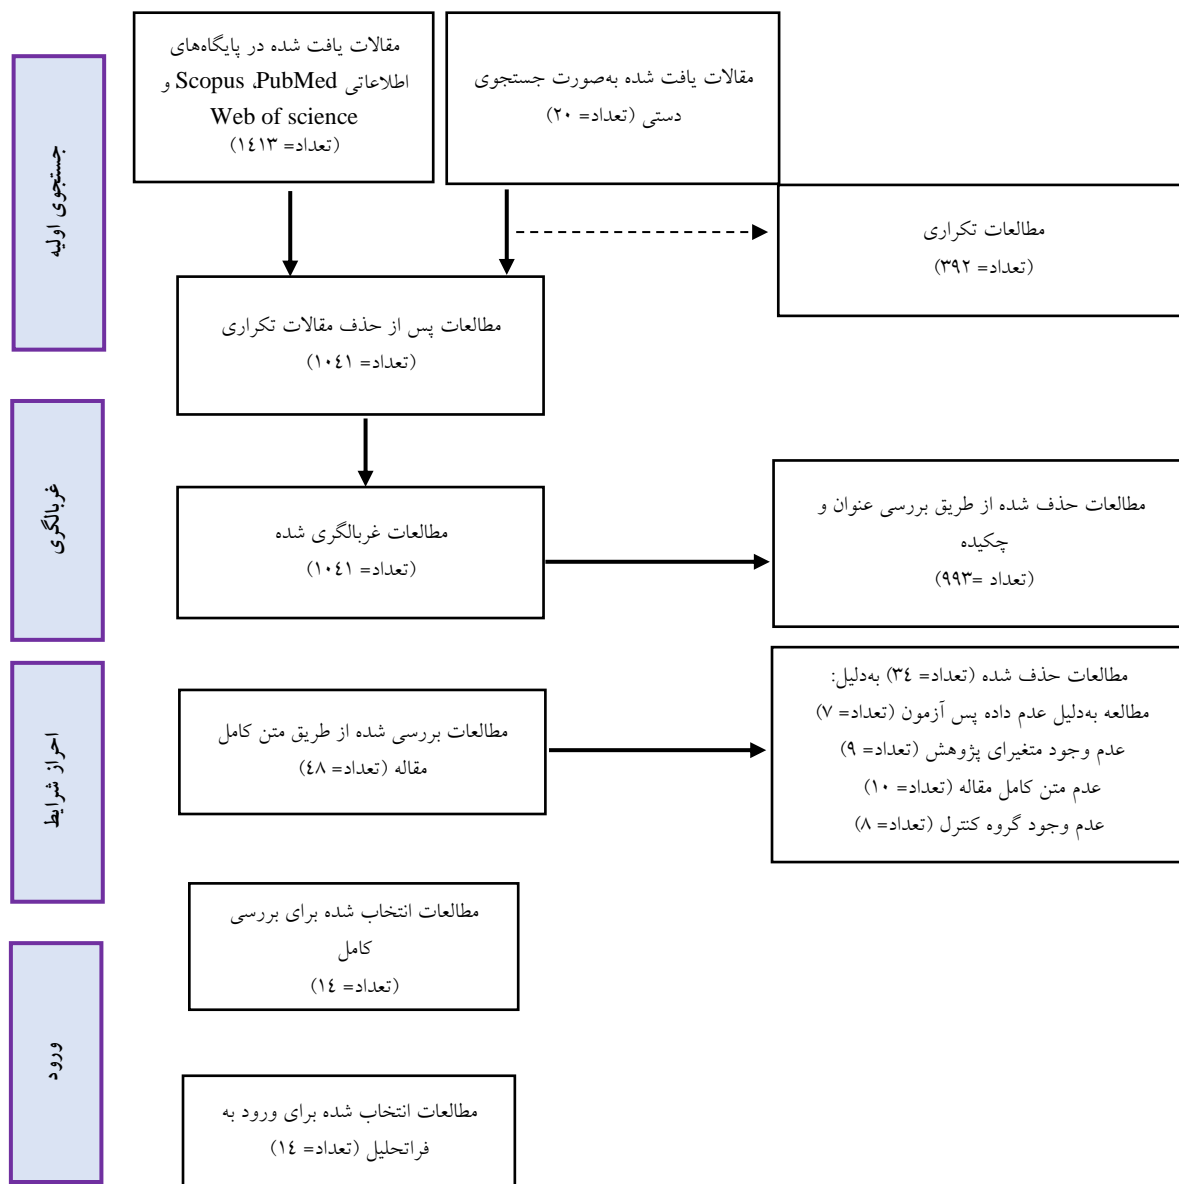 مقالات یافت شده در پایگاه‌های
اطلاعاتی Scopus ،PubMed و
Web of science
(تعداد= ۱٤۱۳)
مقالات یافت شده به‌صورت جستجوی
دستی (تعداد= ۲۰)
جستجوی اولیه
مطالعات تکراری
(تعداد= ۳۹۲)
مطالعات پس از حذف مقالات تکراری
(تعداد= ۱۰٤۱)
غربالگری
مطالعات غربالگری شده
(تعداد= ۱۰٤۱)
مطالعات حذف شده از طریق بررسی عنوان و
چکیده
(تعداد =۹۹۳)
احراز شرایط
مطالعات بررسی شده از طریق متن کامل
مقاله (تعداد= ٤۸)
مطالعات حذف شده (تعداد= ۳٤) به‌دلیل:
مطالعه به‌دلیل عدم داده پس آزمون (تعداد= ۷)
عدم وجود متغیرای پژوهش (تعداد= ۹)
عدم متن کامل مقاله (تعداد= ۱۰)
عدم وجود گروه کنترل (تعداد= ۸)
مطالعات انتخاب شده برای بررسی
کامل
(تعداد= ۱٤)
ورود
مطالعات انتخاب شده برای ورود به
فراتحلیل (تعداد= ۱٤)